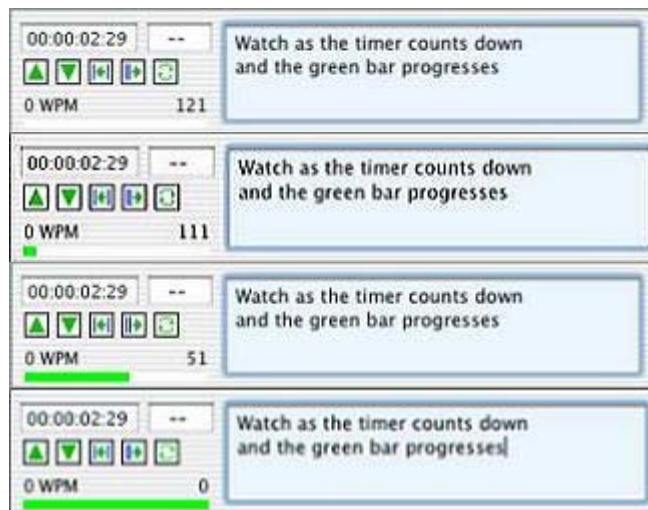 00:00:02:29 --
Watch as the timer counts down
and the green bar progresses
0 WPM 121
00:00:02:29 --
Watch as the timer counts down
and the green bar progresses
0 WPM 111
00:00:02:29 --
Watch as the timer counts down
and the green bar progresses
0 WPM 51
00:00:02:29 --
Watch as the timer counts down
and the green bar progresses
0 WPM 0